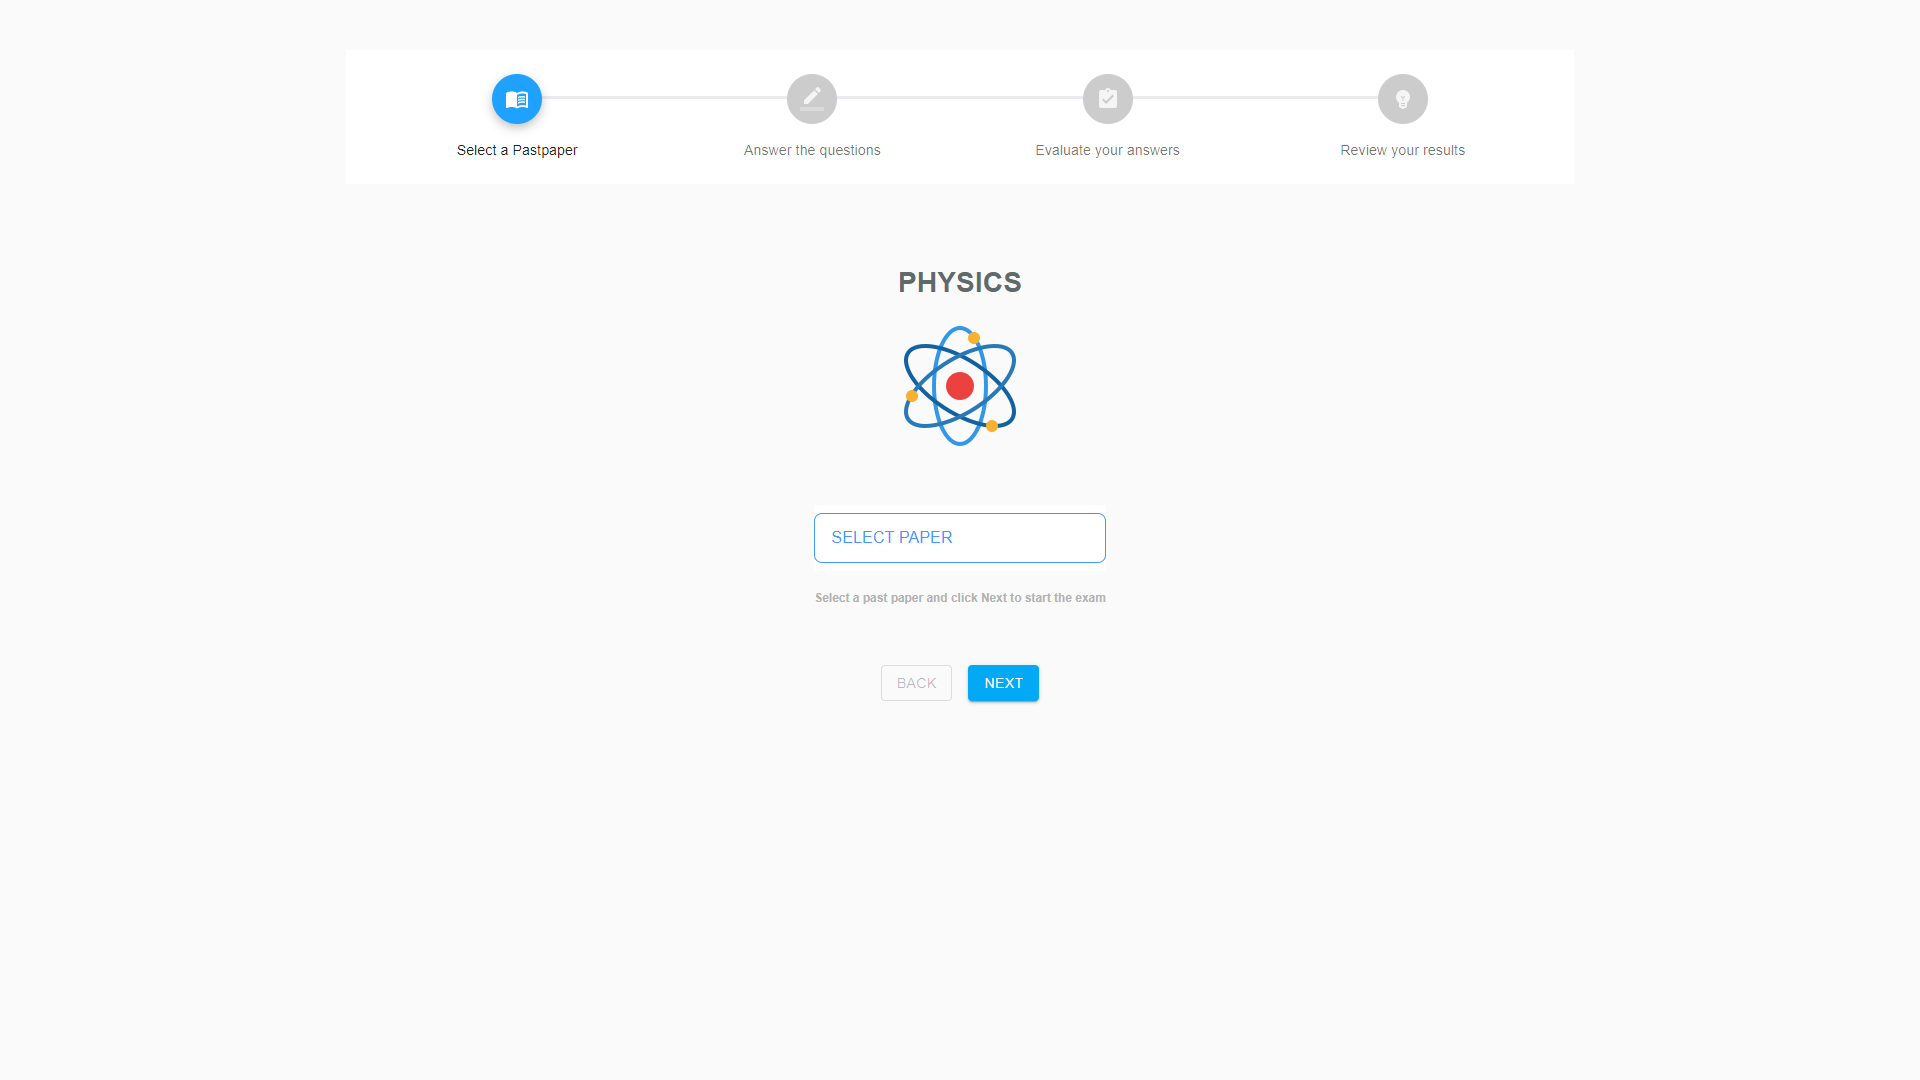 Select a Pastpaper
Answer the questions
Evaluate your answers
Review your results
PHYSICS
SELECT PAPER
Select a past paper and click Next to start the exam
BACK
NEXT